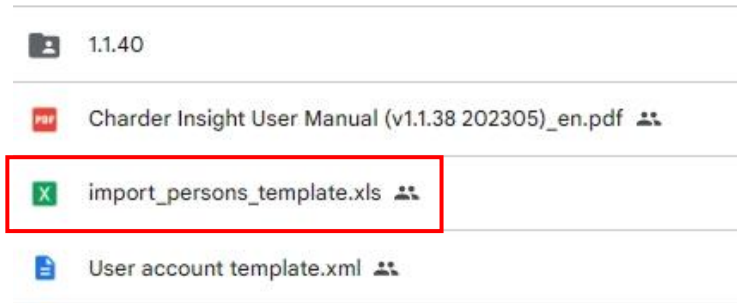 1.1.40
PDF Charder Insight User Manual (v1.1.38 202305)_en.pdf
X import_persons_template.xls
User account template.xml